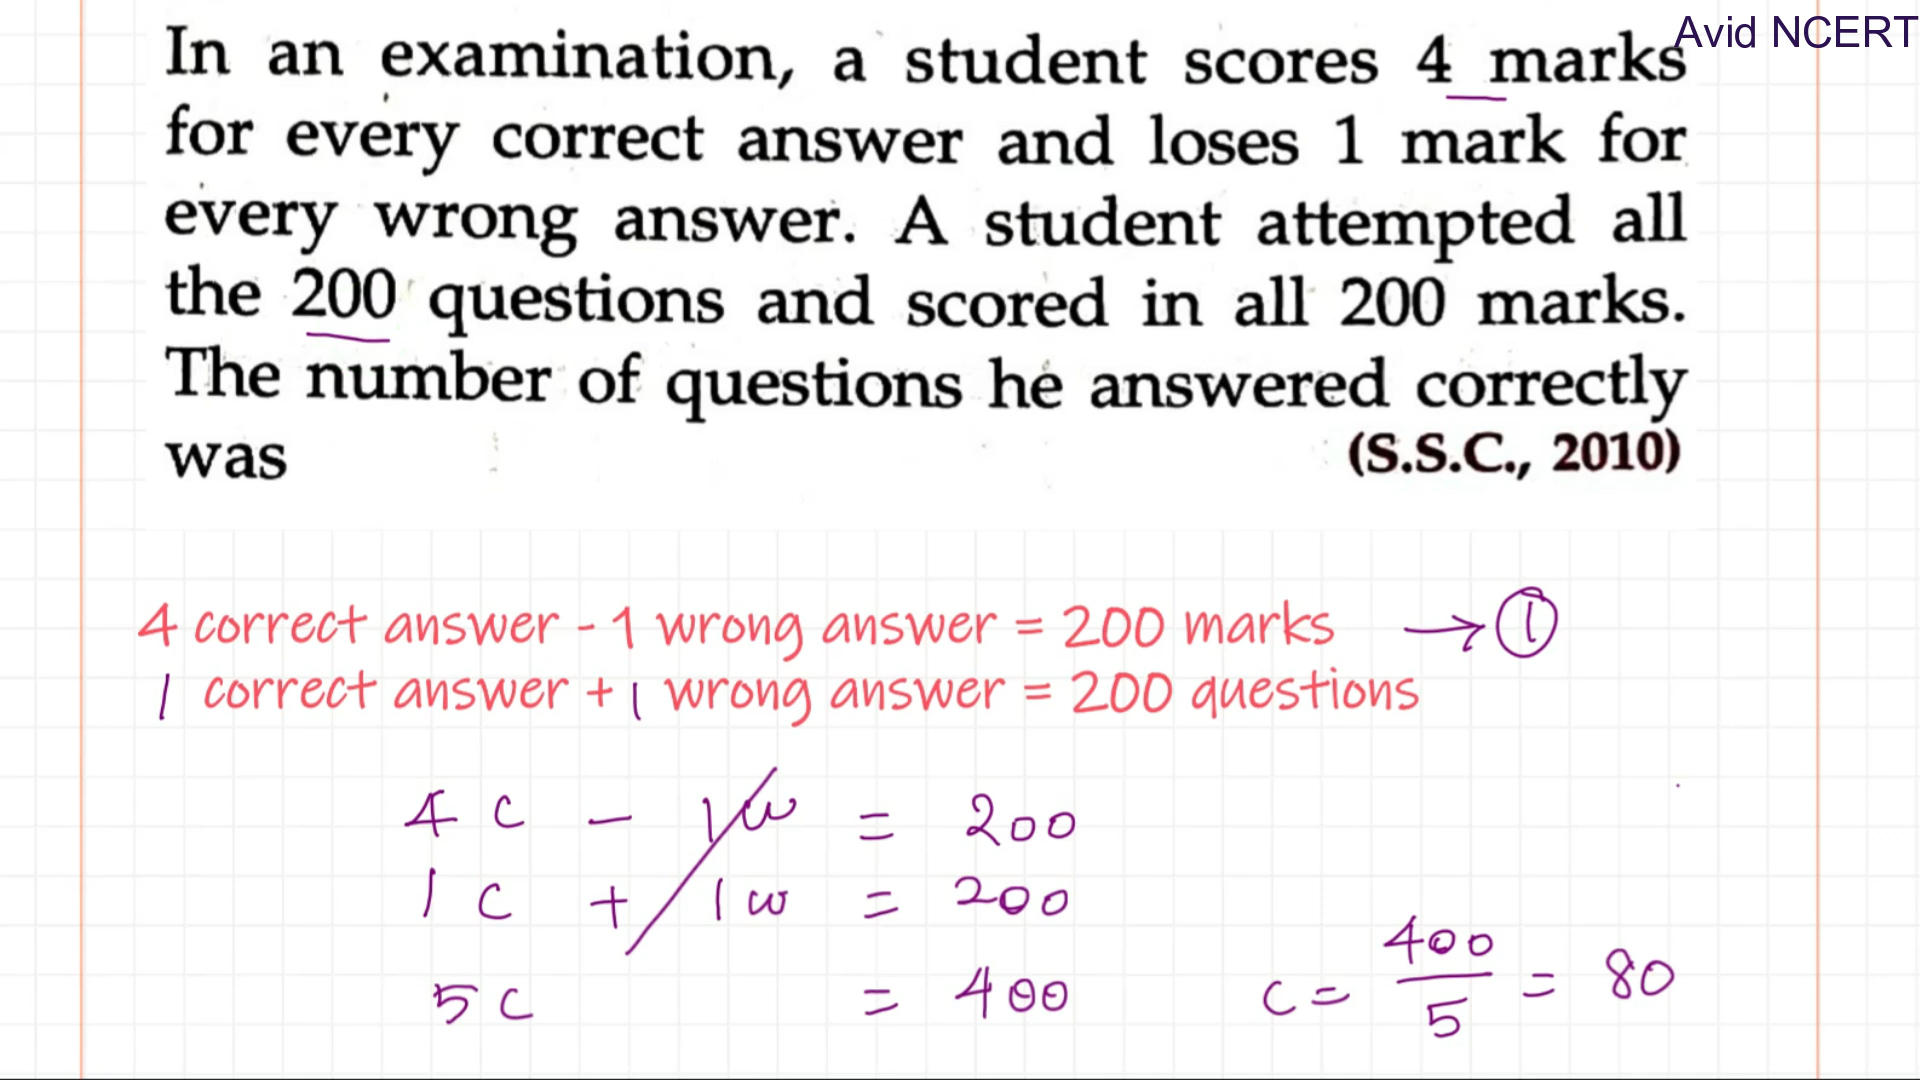 Avid NCERT
In an examination, a student scores 4 marks
for every correct answer and loses 1 mark for
every wrong answer. A student attempted all
the 200 questions and scored in all 200 marks.
The number of questions he answered correctly
was (S.S.C., 2010)
4 correct answer - 1 wrong answer = 200 marks → ①
1 correct answer + 1 wrong answer = 200 questions
4 C - 1w = 200
1 C + 1w = 200
5 C = 400 C = 400/5 = 80